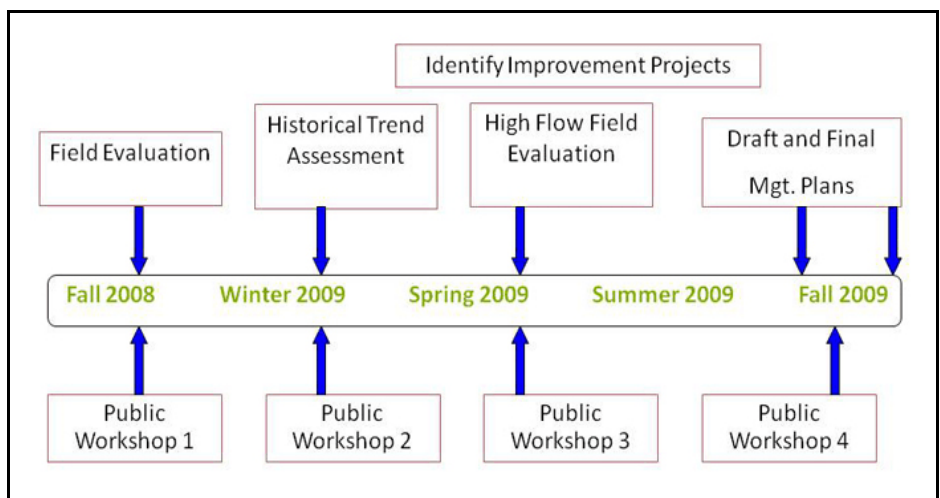 Identify Improvement Projects
Field Evaluation
Historical Trend
Assessment
High Flow Field
Evaluation
Draft and Final
Mgt. Plans
Fall 2008 Winter 2009 Spring 2009 Summer 2009 Fall 2009
Public
Workshop 1
Public
Workshop 2
Public
Workshop 3
Public
Workshop 4